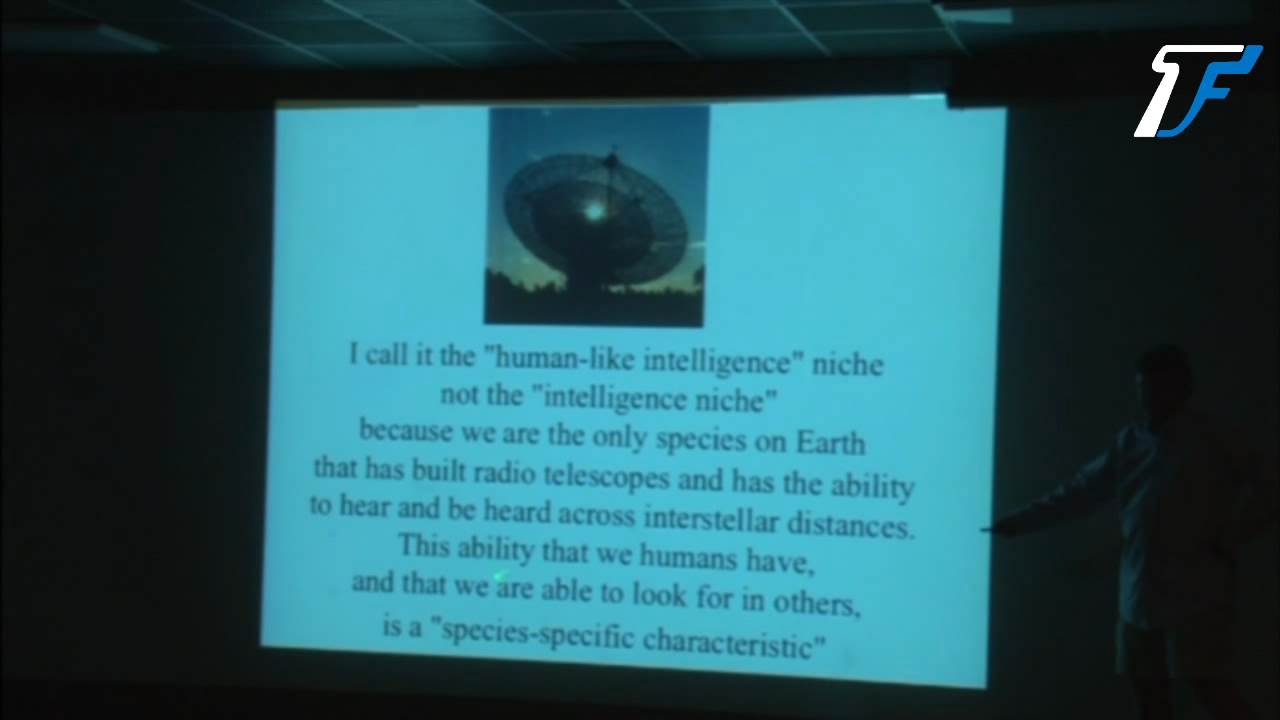 TF
I call it the "human-like intelligence" niche
not the "intelligence niche"
because we are the only species on Earth
that has built radio telescopes and has the ability
to hear and be heard across interstellar distances.
This ability that we humans have,
and that we are able to look for in others,
is a "species-specific characteristic"